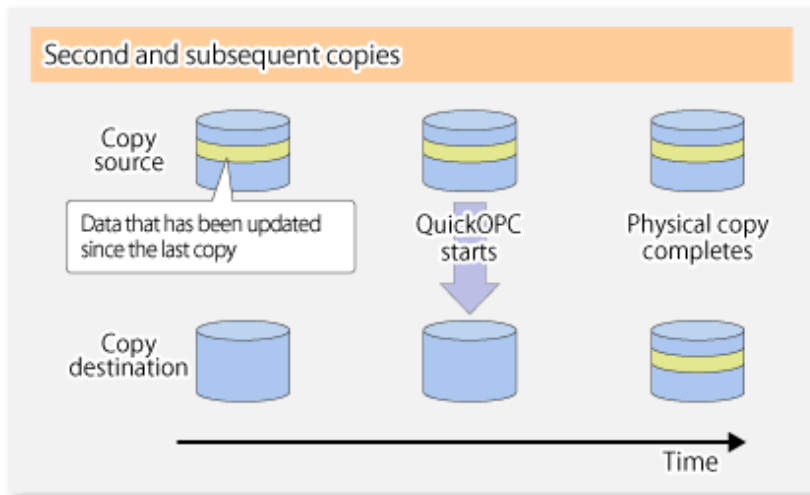 Second and subsequent copies
Copy
source
Data that has been updated
since the last copy
QuickOPC
starts
Physical copy
completes
Copy
destination
Time